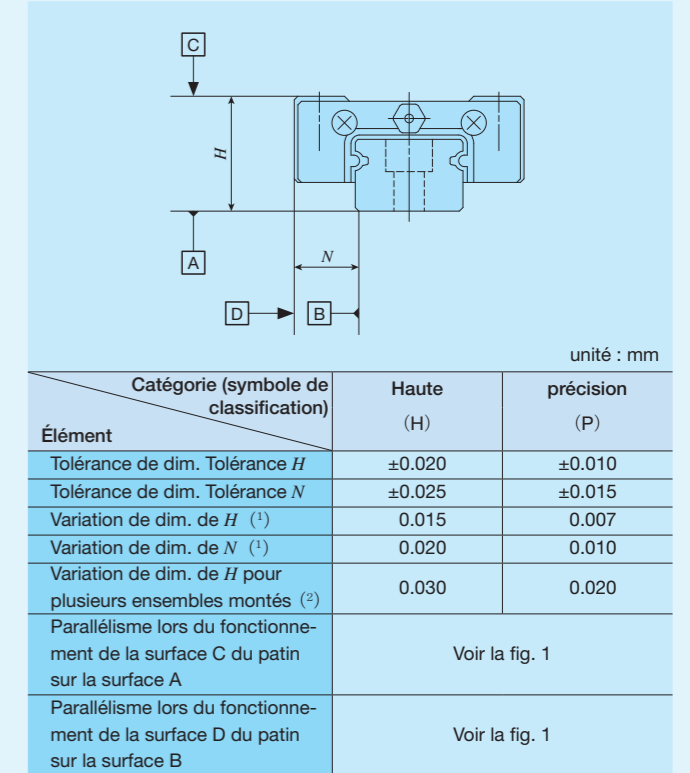 C
H
A
N
D
B
unité : mm
Catégorie (symbole de
classification)
Élément
Haute
(H)
précision
(P)
Tolérance de dim. Tolérance H
±0.020
±0.010
Tolérance de dim. Tolérance N
±0.025
±0.015
Variation de dim. de H (1)
0.015
0.007
Variation de dim. de N (1)
0.020
0.010
Variation de dim. de H pour
plusieurs ensembles montés (2)
0.030
0.020
Parallélisme lors du fonctionne-
ment de la surface C du patin
sur la surface A
Voir la fig. 1
Parallélisme lors du fonctionne-
ment de la surface D du patin
sur la surface B
Voir la fig. 1